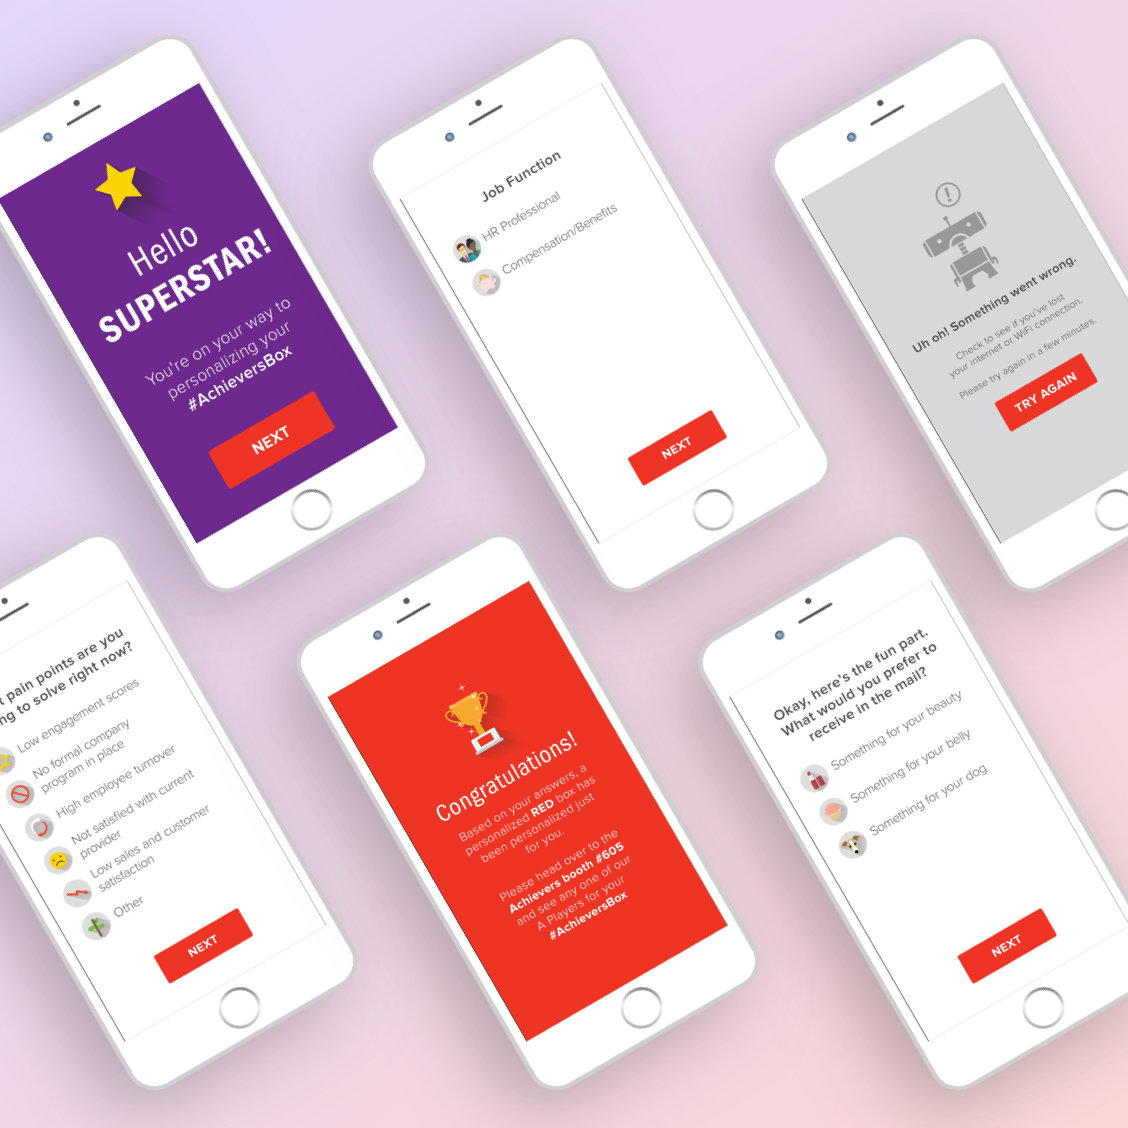 Hello
SUPERSTAR!
You're on your way to
personalizing your
#AchieversBox
NEXT
Job Function
HR Professional
Compensation/Benefits
NEXT
Uh oh! Something went wrong.
Check to see if you've lost
your internet or WiFi connection.
Please try again in a few minutes.
TRY AGAIN
pain points are you
to solve right now?
Low engagement scores
No formal company
program in place
High employee turnover
Not satisfied with current
provider
Low sales and customer
satisfaction
Other
NEXT
Congratulations!
Based on your answers, a
personalized RED box has
been personalized just
for you.
Please head over to the
Achievers booth #605
and see any one of our
A Players for your
#AchieversBox
Okay, here's the fun part.
What would you prefer to
receive in the mail?
Something for your beauty
Something for your belly
Something for your dog
NEXT